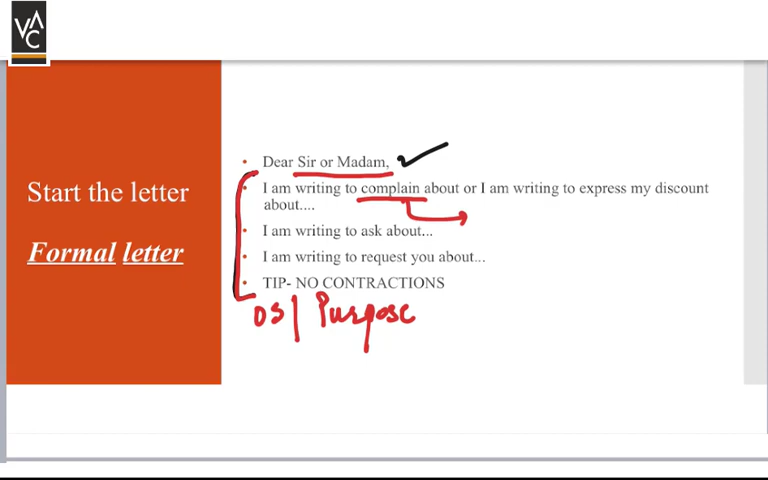 VAC
Start the letter
Formal letter
• Dear Sir or Madam,
• I am writing to complain about or I am writing to express my discount
about....
• I am writing to ask about...
• I am writing to request you about...
• TIP- NO CONTRACTIONS
OS| Purpose